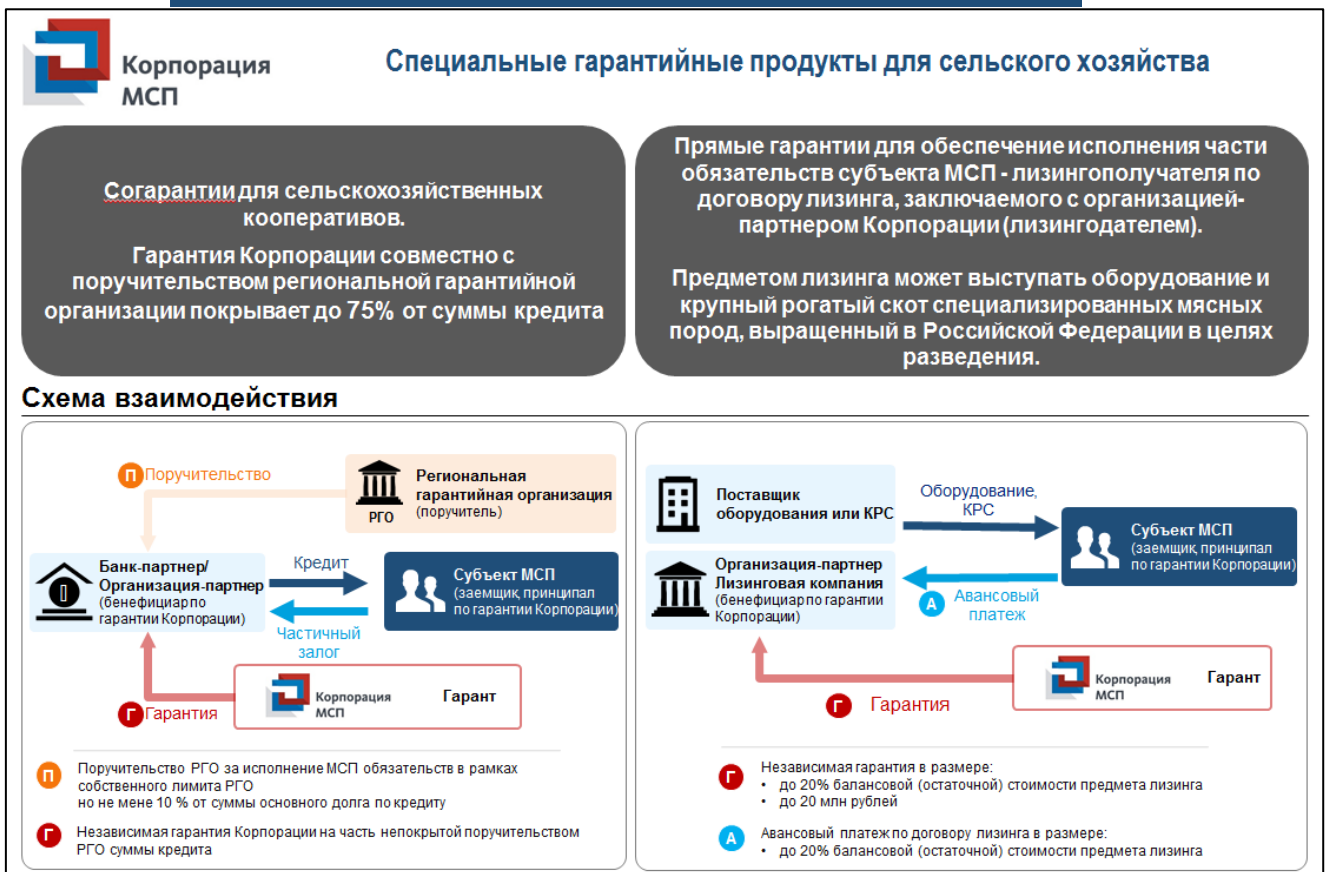 Корпорация
МСП
Специальные гарантийные продукты для сельского хозяйства
Согарантии для сельскохозяйственных
кооперативов.
Гарантия Корпорации совместно с
поручительством региональной гарантийной
организации покрывает до 75% от суммы кредита
Прямые гарантии для обеспечение исполнения части
обязательств субъекта МСП - лизингополучателя по
договору лизинга, заключаемого с организацией-
партнером Корпорации (лизингодателем).
Предметом лизинга может выступать оборудование и
крупный рогатый скот специализированных мясных
пород, выращенный в Российской Федерации в целях
разведения.
Схема взаимодействия
П Поручительство
РГО
Региональная
гарантийная организация
(поручитель)
Банк-партнер/
Организация-партнер
(бенефициар по
гарантии Корпорации)
Кредит
Частичный
залог
Субъект МСП
(заемщик, принципал
по гарантии Корпорации)
Г Гарантия
Корпорация
МСП
Гарант
П Поручительство РГО за исполнение МСП обязательств в рамках
собственного лимита РГО
но не мене 10 % от суммы основного долга по кредиту
Г Независимая гарантия Корпорации на часть непокрытой поручительством
РГО суммы кредита
Поставщик
оборудования или КРС
Оборудование,
КРС
Субъект МСП
(заемщик, принципал
по гарантии Корпорации)
Организация-партнер
Лизинговая компания
(бенефициар по гарантии
Корпорации)
А Авансовый
платеж
Корпорация
МСП
Гарант
Г Гарантия
Г Независимая гарантия в размере:
• до 20% балансовой (остаточной) стоимости предмета лизинга
• до 20 млн рублей
А Авансовый платеж по договору лизинга в размере:
• до 20% балансовой (остаточной) стоимости предмета лизинга